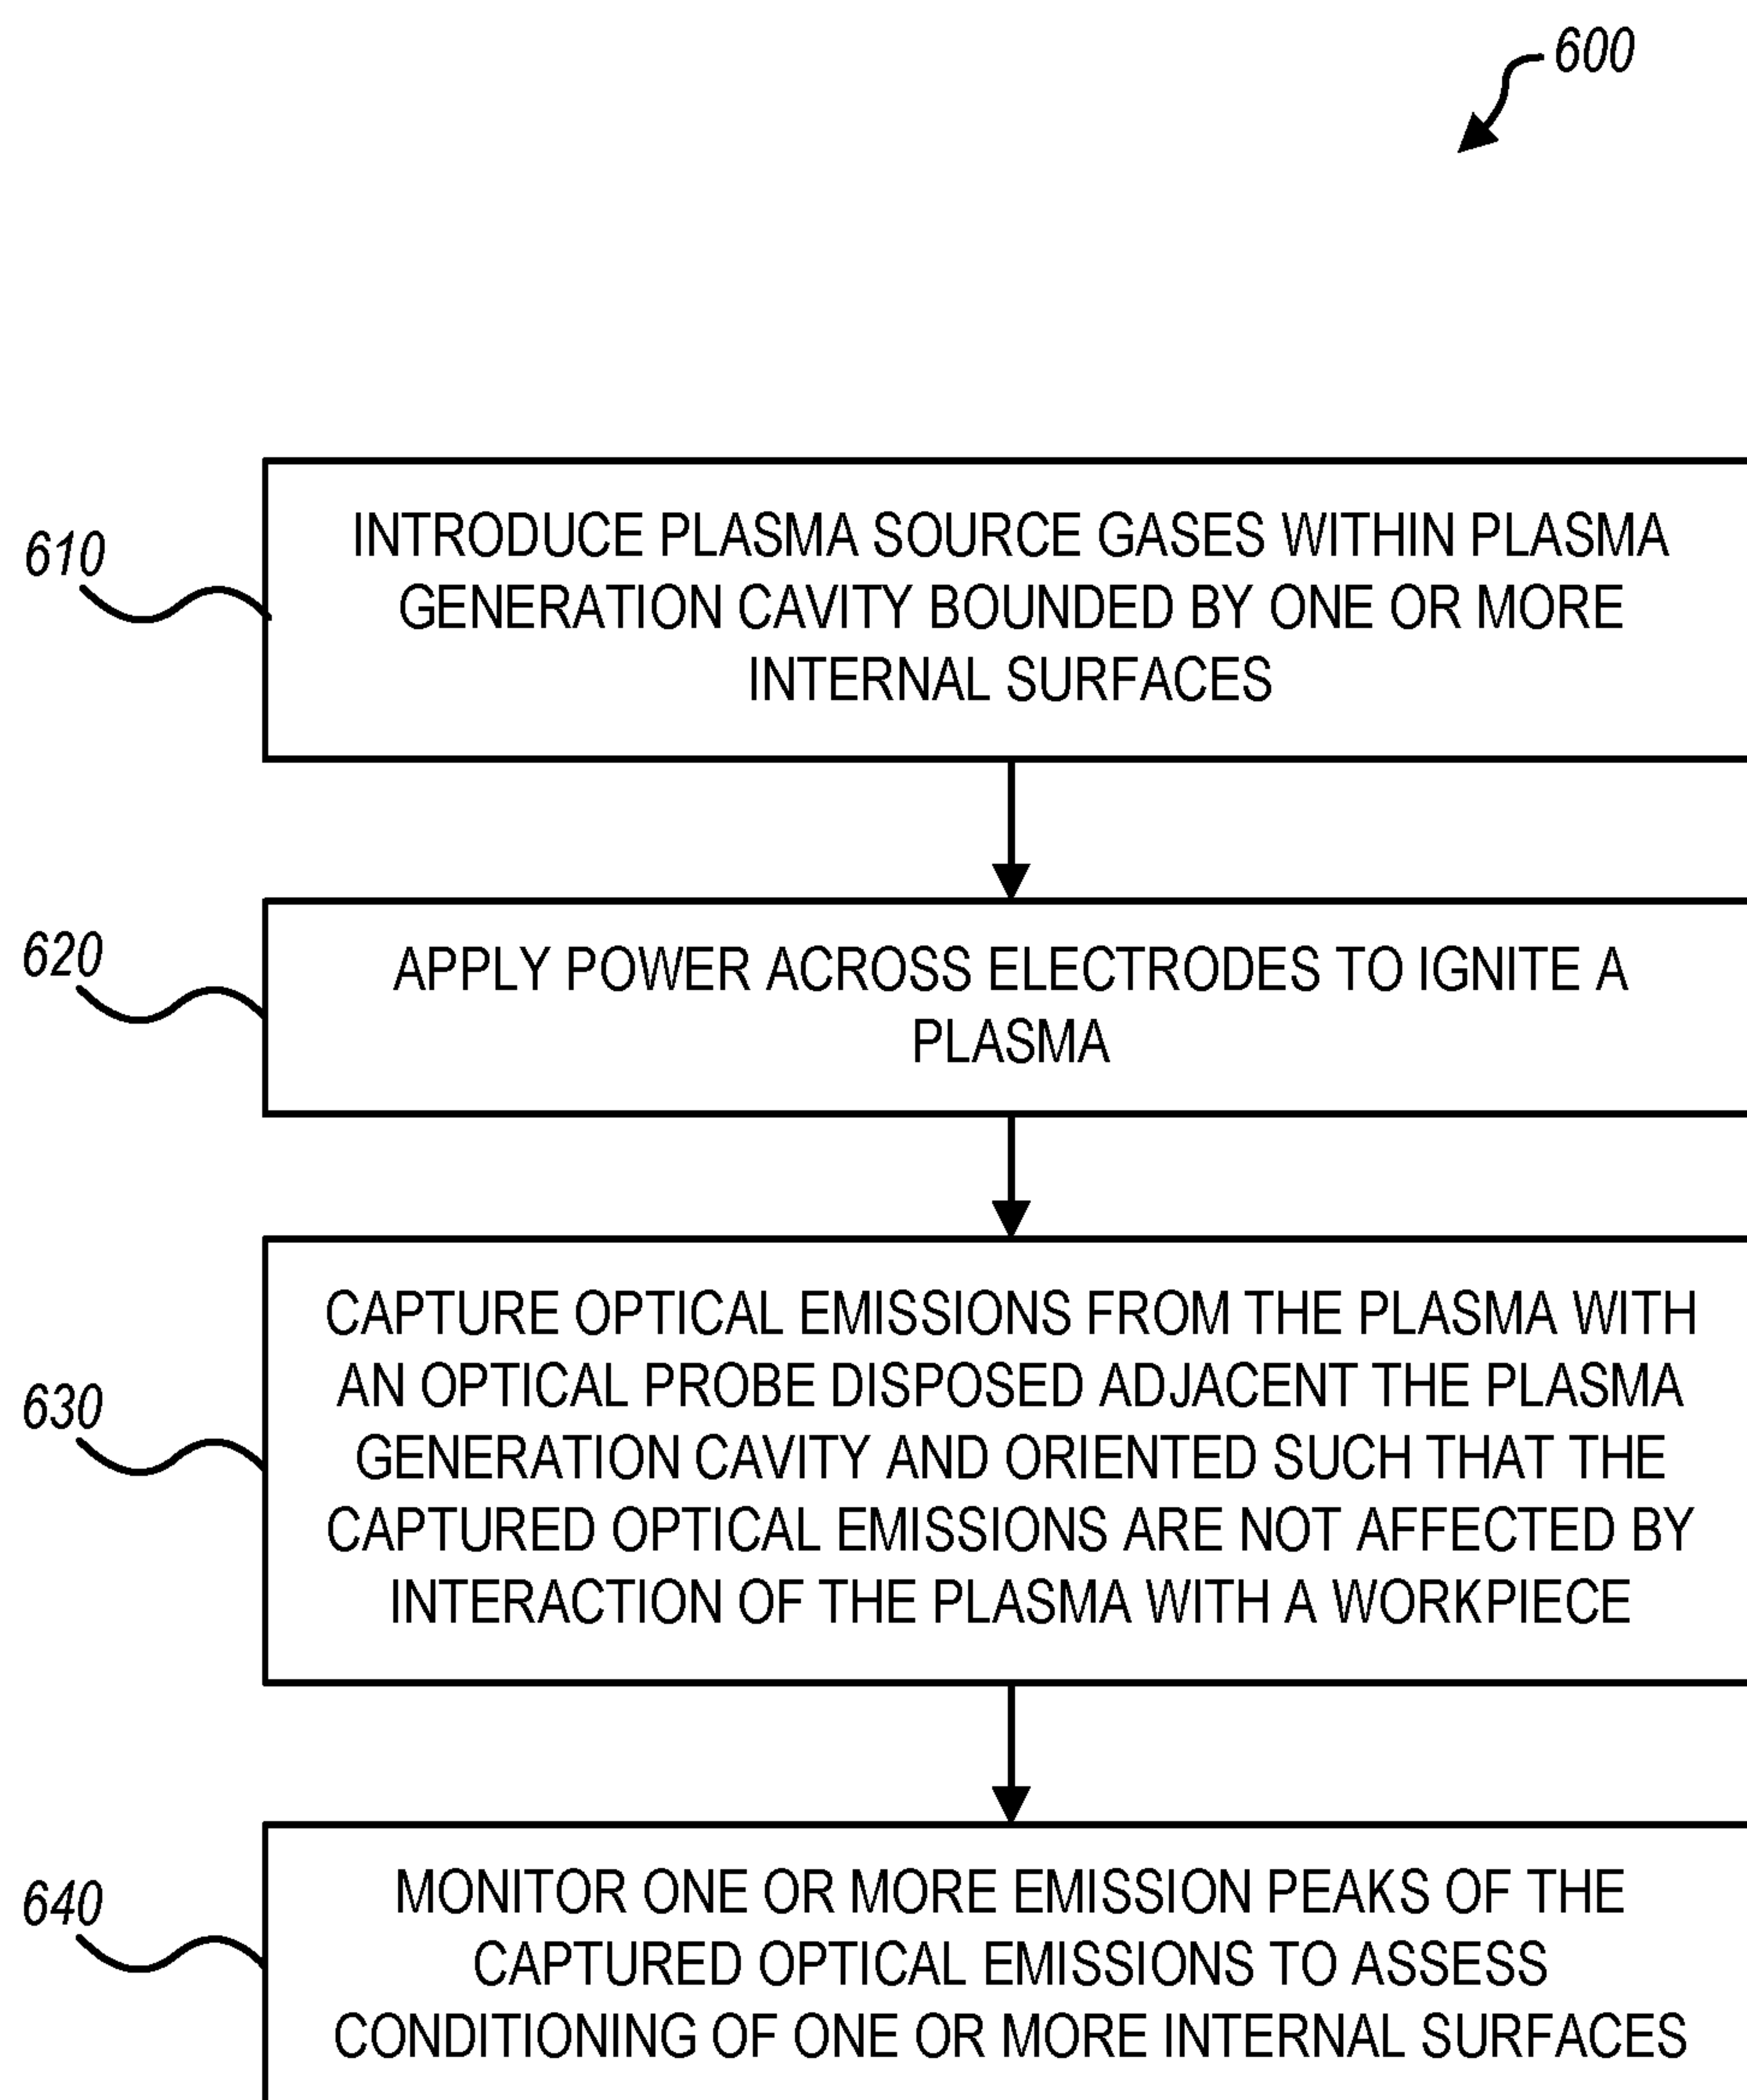 600
610
INTRODUCE PLASMA SOURCE GASES WITHIN PLASMA
GENERATION CAVITY BOUNDED BY ONE OR MORE
INTERNAL SURFACES
620
APPLY POWER ACROSS ELECTRODES TO IGNITE A
PLASMA
630
CAPTURE OPTICAL EMISSIONS FROM THE PLASMA WITH
AN OPTICAL PROBE DISPOSED ADJACENT THE PLASMA
GENERATION CAVITY AND ORIENTED SUCH THAT THE
CAPTURED OPTICAL EMISSIONS ARE NOT AFFECTED BY
INTERACTION OF THE PLASMA WITH A WORKPIECE
640
MONITOR ONE OR MORE EMISSION PEAKS OF THE
CAPTURED OPTICAL EMISSIONS TO ASSESS
CONDITIONING OF ONE OR MORE INTERNAL SURFACES